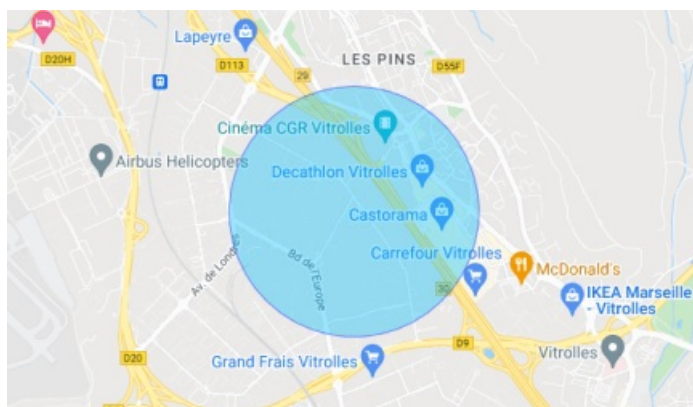 Lapeyre
LES PINS
D20H
D113
D55F
29
Cinéma CGR Vitrolles
Airbus Helicopters
Decathlon Vitrolles
Castorama
Av. de Londres
Bd de l'Europe
Carrefour Vitrolles
McDonald's
30
IKEA Marseille
- Vitrolles
D20
D9
Grand Frais Vitrolles
Vitrolles